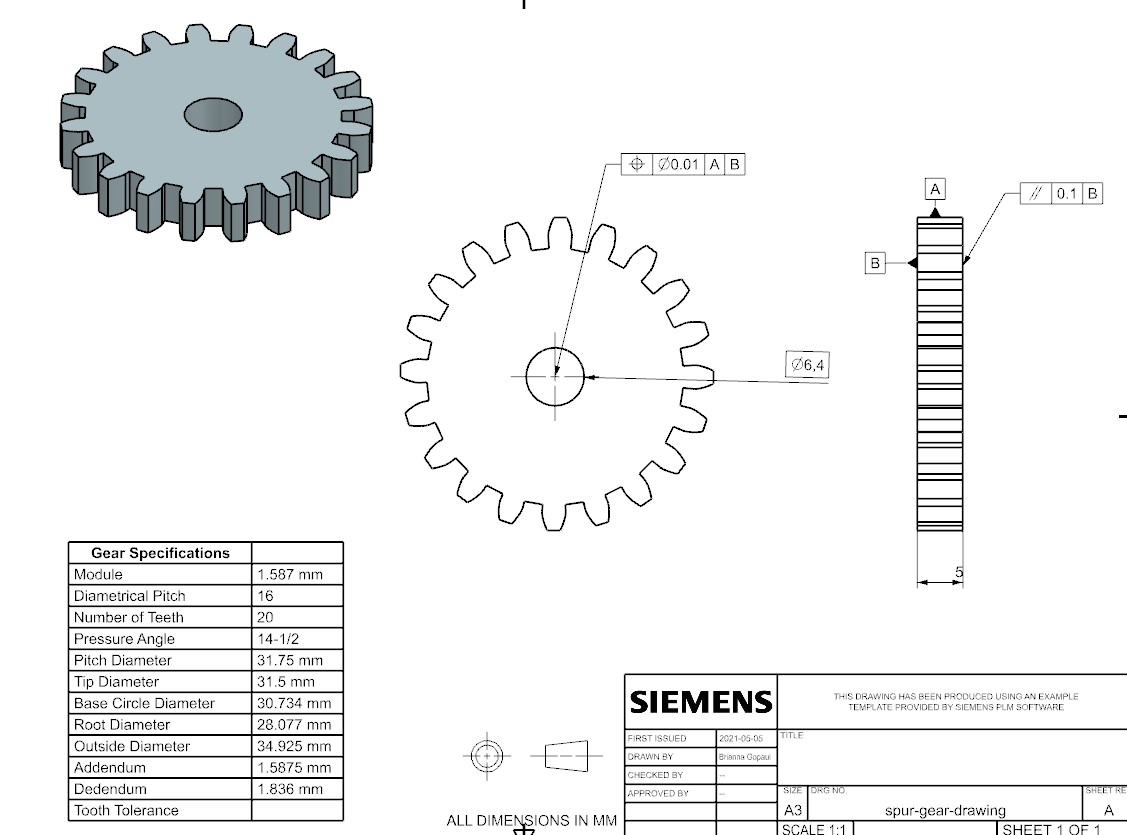 ⌖ ∅0.01 A B
A
// 0.1 B
B
∅6,4
5
Gear Specifications
Module 1.587 mm
Diametrical Pitch 16
Number of Teeth 20
Pressure Angle 14-1/2
Pitch Diameter 31.75 mm
Tip Diameter 31.5 mm
Base Circle Diameter 30.734 mm
Root Diameter 28.077 mm
Outside Diameter 34.925 mm
Addendum 1.5875 mm
Dedendum 1.836 mm
Tooth Tolerance
ALL DIMENSIONS IN MM
SIEMENS
THIS DRAWING HAS BEEN PRODUCED USING AN EXAMPLE
TEMPLATE PROVIDED BY SIEMENS PLM SOFTWARE
FIRST ISSUED 2021-05-05
TITLE
DRAWN BY Brianna Gopaul
CHECKED BY --
APPROVED BY --
SIZE DRG NO. SHEET RE
A3 spur-gear-drawing A
SCALE 1:1 SHEET 1 OF 1